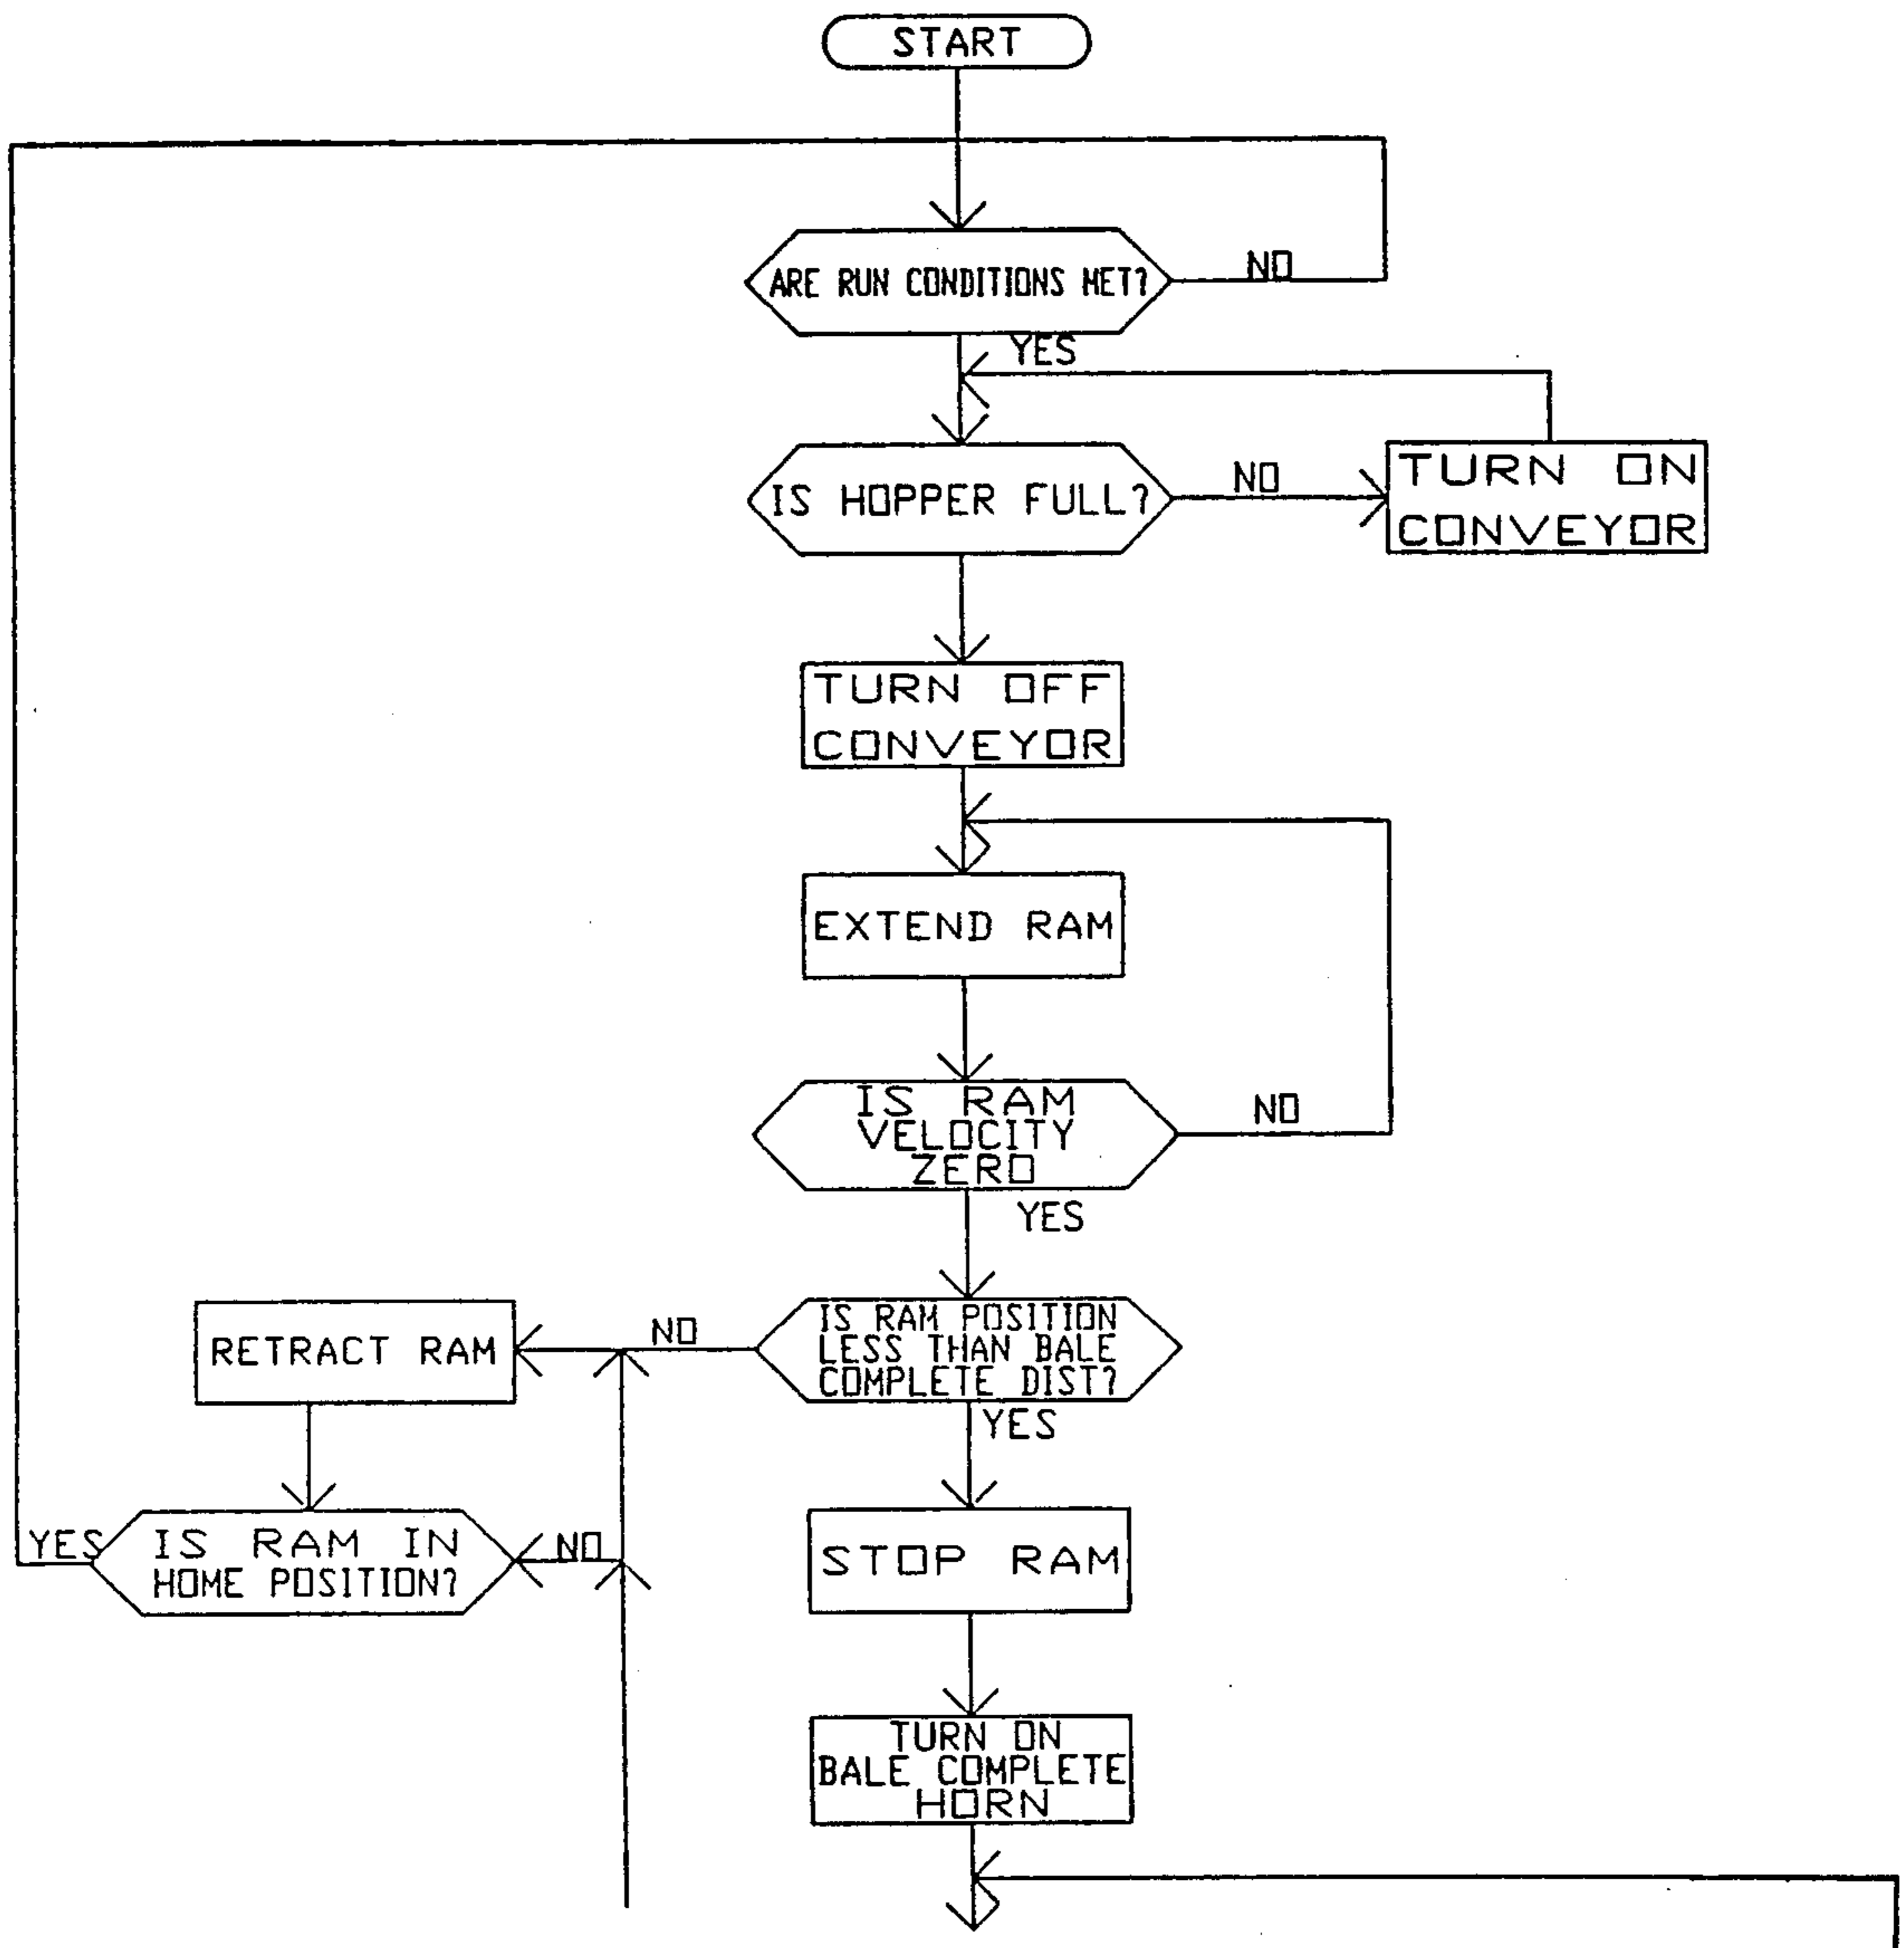 START
ARE RUN CONDITIONS MET?
NO
YES
IS HOPPER FULL?
NO
TURN ON
CONVEYOR
TURN OFF
CONVEYOR
EXTEND RAM
IS RAM
VELOCITY
ZERO
NO
YES
IS RAM POSITION
LESS THAN BALE
COMPLETE DIST?
NO
RETRACT RAM
YES
IS RAM IN
HOME POSITION?
YES
NO
STOP RAM
TURN ON
BALE COMPLETE
HORN